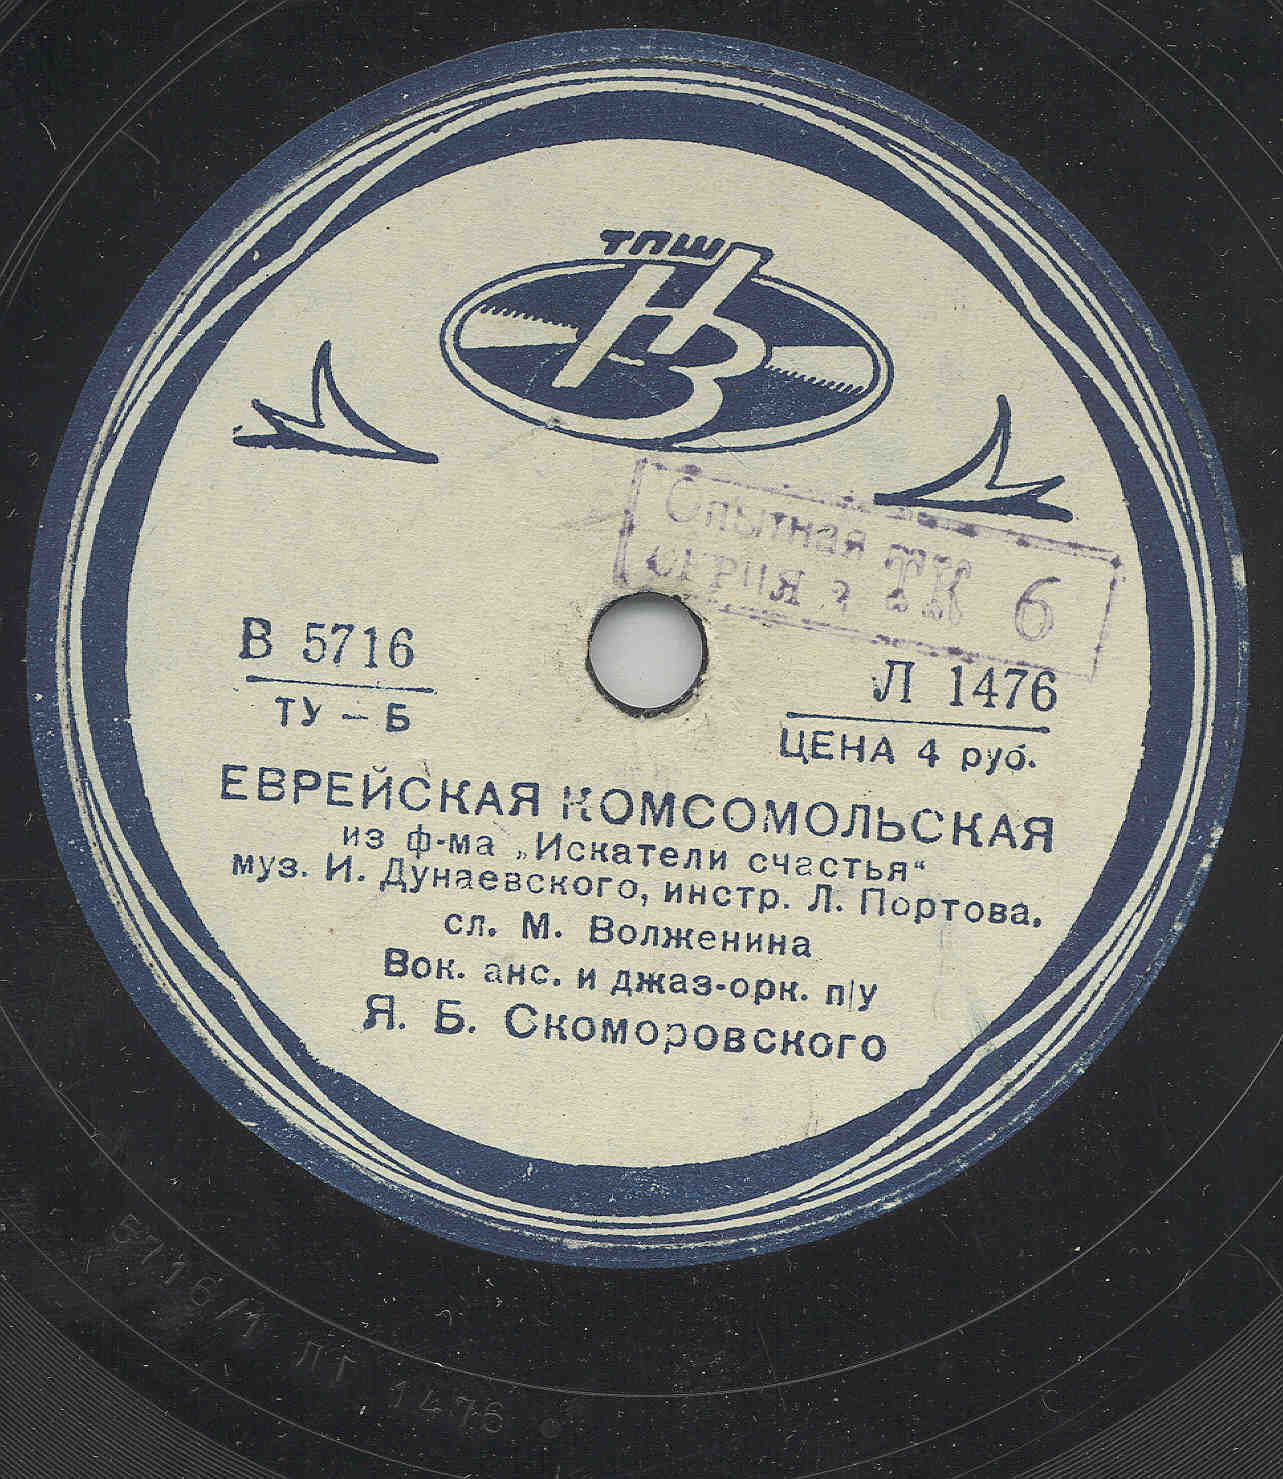 ТПШ
НЗ
Опытная
серия ТК 6
В 5716
ТУ – Б
Л 1476
ЦЕНА 4 руб.
ЕВРЕЙСКАЯ КОМСОМОЛЬСКАЯ
из ф-ма „Искатели счастья“
муз. И. Дунаевского, инстр. Л. Портова.
сл. М. Волженина
Вок. анс. и джаз-орк. п/у
Я. Б. Скоморовского
5716/1 ЛГ 1476